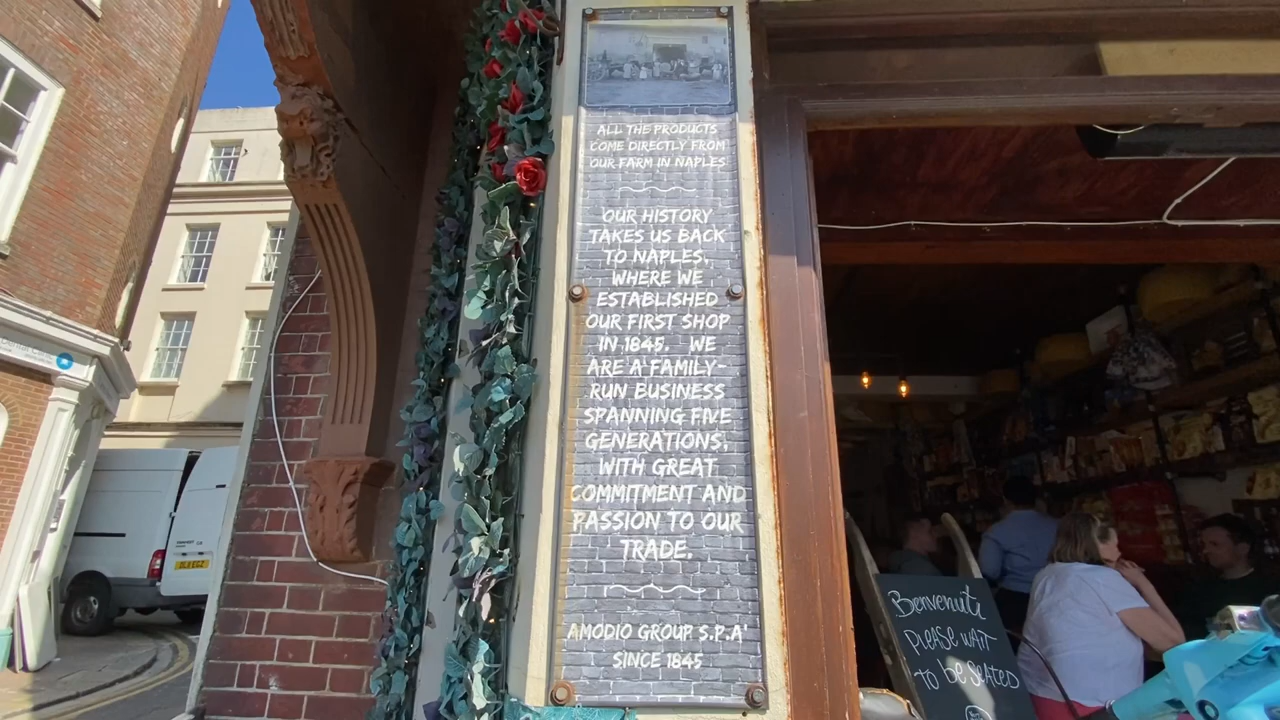 ALL THE PRODUCTS
COME DIRECTLY FROM
OUR FARM IN NAPLES
OUR HISTORY
TAKES US BACK
TO NAPLES,
WHERE WE
ESTABLISHED
OUR FIRST SHOP
IN 1845. WE
ARE A FAMILY-
RUN BUSINESS
SPANNING FIVE
GENERATIONS,
WITH GREAT
COMMITMENT AND
PASSION TO OUR
TRADE.
AMODIO GROUP S.P.A'
SINCE 1845
Benvenuti
PLEASE WAIT
to be SEATED